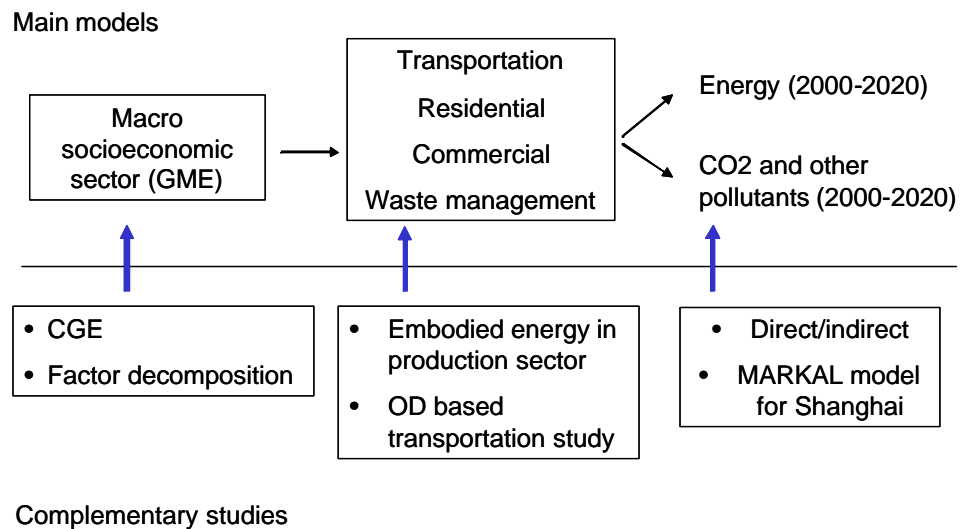 Main models
Macro
socioeconomic
sector (GME)
Transportation
Residential
Commercial
Waste management
Energy (2000-2020)
CO2 and other
pollutants (2000-2020)
• CGE
• Factor decomposition
• Embodied energy in
production sector
• OD based
transportation study
• Direct/indirect
• MARKAL model
for Shanghai
Complementary studies